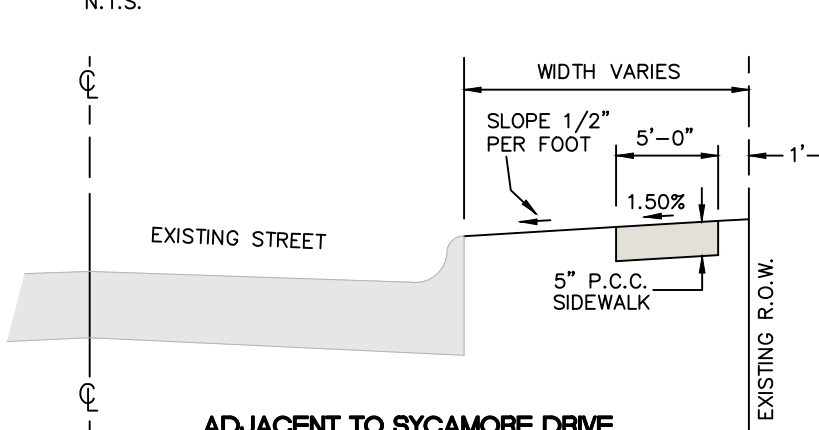 N.T.S.
℄
WIDTH VARIES
SLOPE 1/2"
PER FOOT
5'-0"
1'-
1.50%
EXISTING STREET
5" P.C.C.
SIDEWALK
EXISTING R.O.W.
℄
ADJACENT TO SYCAMORE DRIVE